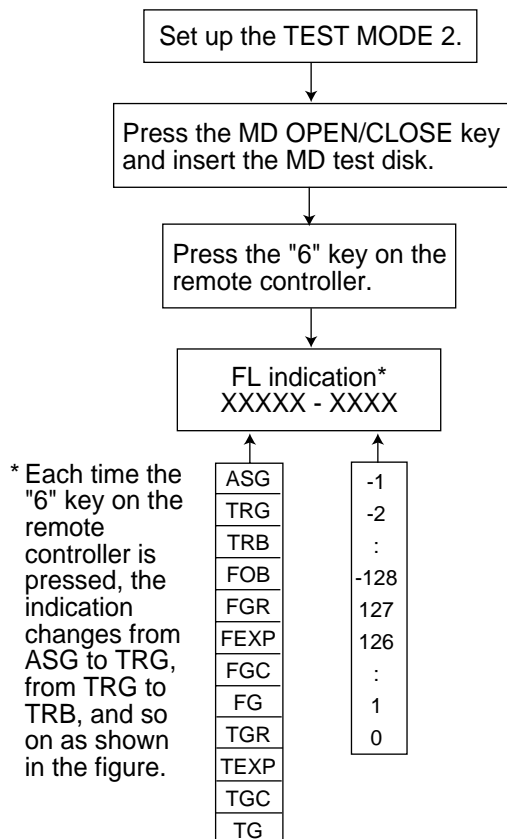 Set up the TEST MODE 2.
Press the MD OPEN/CLOSE key
and insert the MD test disk.
Press the "6" key on the
remote controller.
FL indication*
XXXXX - XXXX
* Each time the
"6" key on the
remote
controller is
pressed, the
indication
changes from
ASG to TRG,
from TRG to
TRB, and so
on as shown
in the figure.
ASG
TRG
TRB
FOB
FGR
FEXP
FGC
FG
TGR
TEXP
TGC
TG
-1
-2
:
-128
127
126
:
1
0